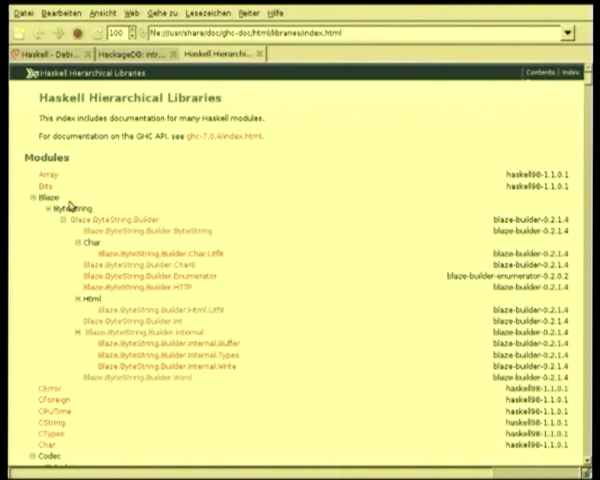 Datei Bearbeiten Ansicht Web Gehe zu Lesezeichen Reiter Hilfe
100 file:///usr/share/doc/ghc-doc/html/libraries/index.html
Haskell - Debi... HackageDB: intr... Haskell Hierarchi...
Haskell Hierarchical Libraries Contents Index
Haskell Hierarchical Libraries
This index includes documentation for many Haskell modules.
For documentation on the GHC API, see ghc-7.0.4/index.html.
Modules
Array haskell98-1.1.0.1
Bits haskell98-1.1.0.1
Blaze
ByteString
Blaze.ByteString.Builder blaze-builder-0.2.1.4
Blaze.ByteString.Builder.ByteString blaze-builder-0.2.1.4
Char
Blaze.ByteString.Builder.Char.Utf8 blaze-builder-0.2.1.4
Blaze.ByteString.Builder.Char8 blaze-builder-0.2.1.4
Blaze.ByteString.Builder.Enumerator blaze-builder-enumerator-0.2.0.2
Blaze.ByteString.Builder.HTTP blaze-builder-0.2.1.4
Html
Blaze.ByteString.Builder.Html.Utf8 blaze-builder-0.2.1.4
Blaze.ByteString.Builder.Int blaze-builder-0.2.1.4
Blaze.ByteString.Builder.Internal blaze-builder-0.2.1.4
Blaze.ByteString.Builder.Internal.Buffer blaze-builder-0.2.1.4
Blaze.ByteString.Builder.Internal.Types blaze-builder-0.2.1.4
Blaze.ByteString.Builder.Internal.Write blaze-builder-0.2.1.4
Blaze.ByteString.Builder.Word blaze-builder-0.2.1.4
CError haskell98-1.1.0.1
CForeign haskell98-1.1.0.1
CPUTime haskell98-1.1.0.1
CString haskell98-1.1.0.1
CTypes haskell98-1.1.0.1
Char haskell98-1.1.0.1
Codec